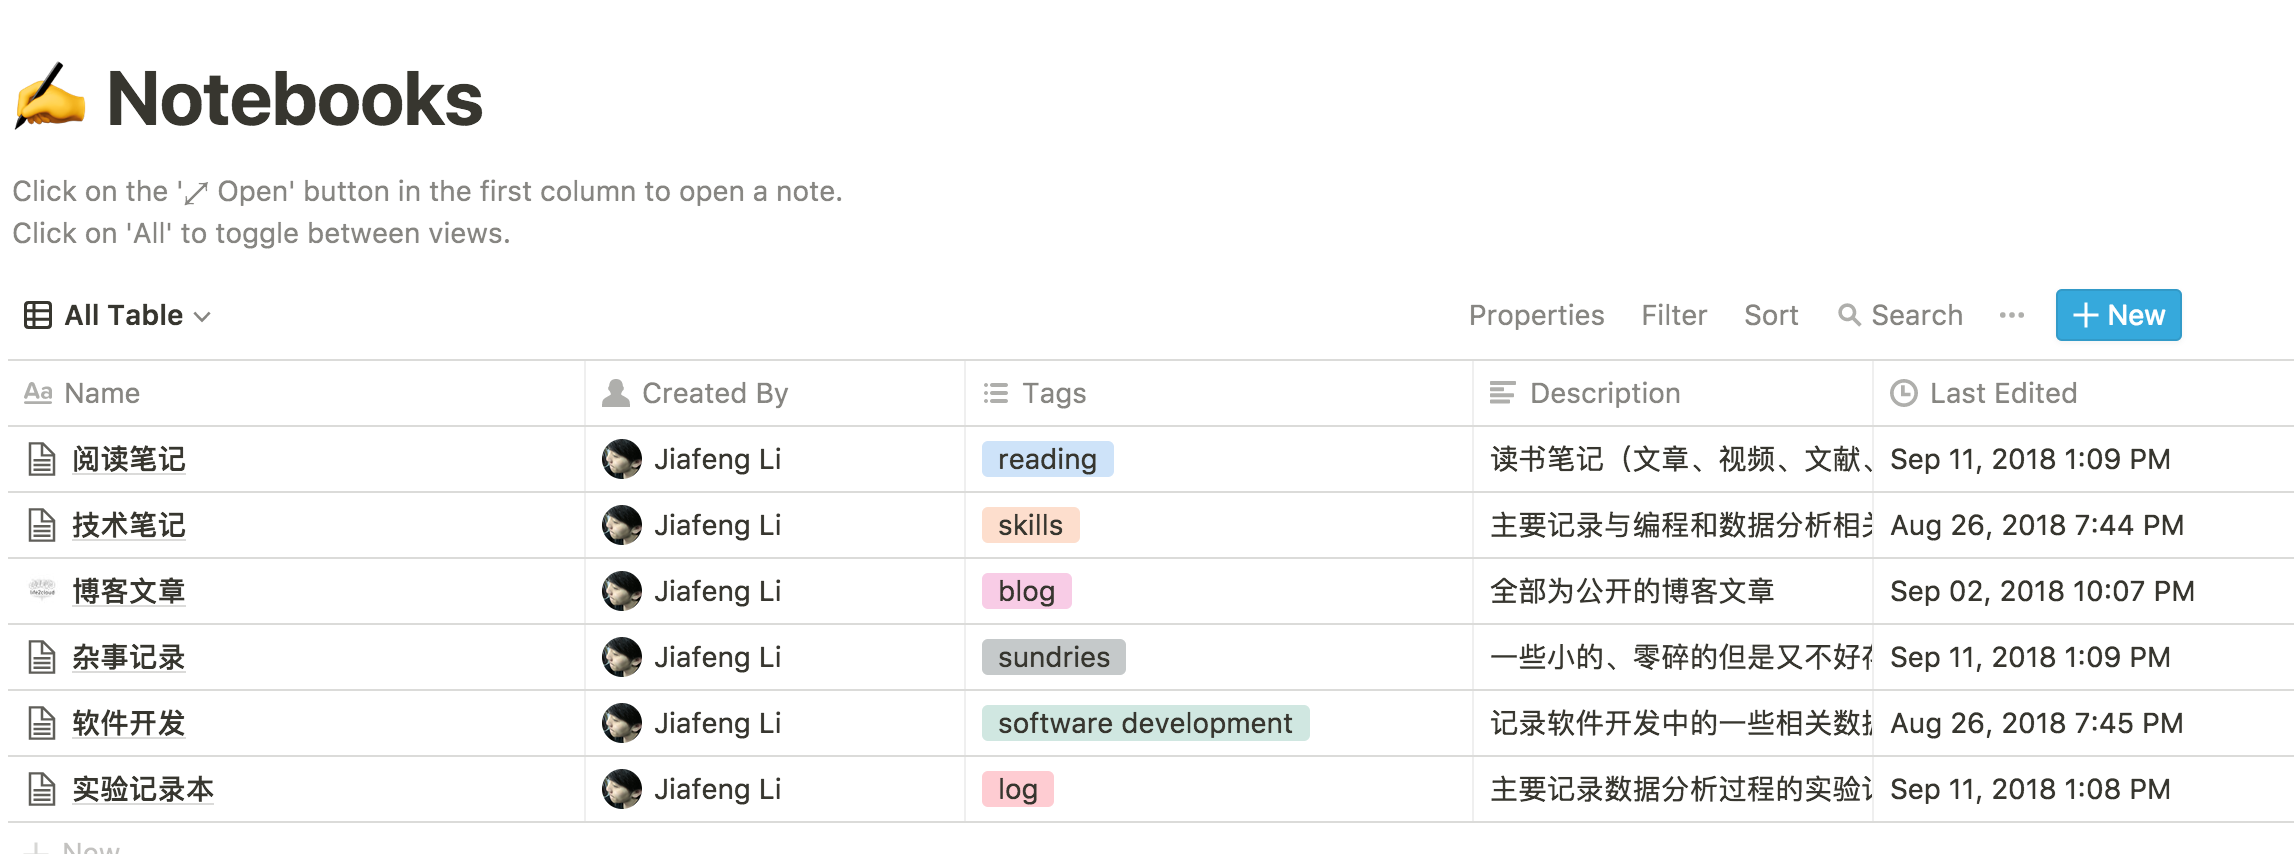 Notebooks
Click on the '⤢ Open' button in the first column to open a note.
Click on 'All' to toggle between views.
All Table Properties Filter Sort Search ··· + New
Aa Name Created By Tags Description Last Edited
阅读笔记 Jiafeng Li reading 读书笔记（文章、视频、文献、 Sep 11, 2018 1:09 PM
技术笔记 Jiafeng Li skills 主要记录与编程和数据分析相关 Aug 26, 2018 7:44 PM
博客文章 Jiafeng Li blog 全部为公开的博客文章 Sep 02, 2018 10:07 PM
杂事记录 Jiafeng Li sundries 一些小的、零碎的但是又不好存 Sep 11, 2018 1:09 PM
软件开发 Jiafeng Li software development 记录软件开发中的一些相关数据 Aug 26, 2018 7:45 PM
实验记录本 Jiafeng Li log 主要记录数据分析过程的实验记 Sep 11, 2018 1:08 PM
+ New